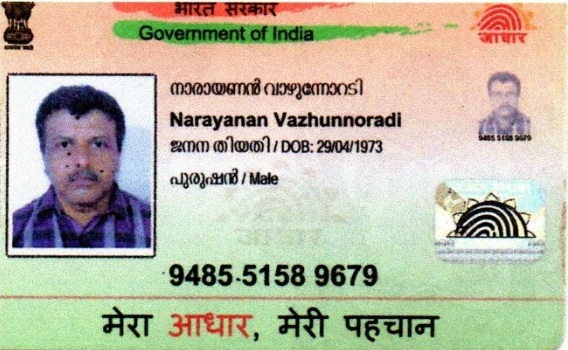 भारत सरकार
Government of India
आधार
നാരായണൻ വാഴുന്നോറടി
Narayanan Vazhunnoradi
ജനന തിയതി / DOB: 29/04/1973
പുരുഷൻ / Male
9485 5158 9679
9485 5158 9679
मेरा आधार, मेरी पहचान